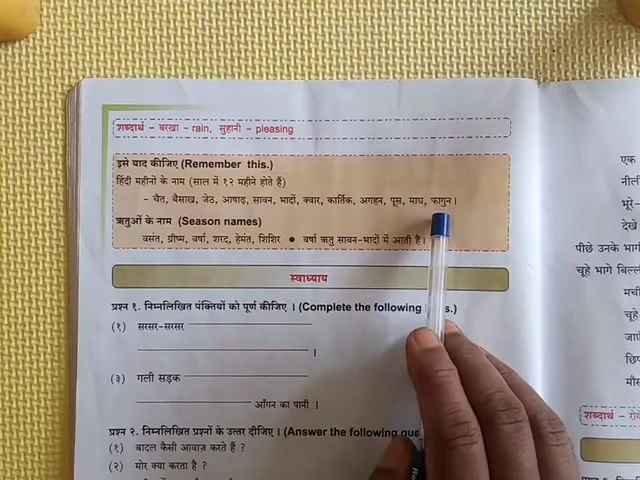 शब्दार्थ – बरखा – rain, सुहानी – pleasing
इसे याद कीजिए (Remember this.)
हिंदी महीनों के नाम (साल में १२ महीने होते हैं)
– चैत, बैसाख, जेठ, आषाढ़, सावन, भादों, क्वार, कार्तिक, अगहन, पूस, माघ, फागुन।
ऋतुओं के नाम (Season names)
वसंत, ग्रीष्म, वर्षा, शरद, हेमंत, शिशिर ● वर्षा ऋतु सावन-भादों में आती है।
स्वाध्याय
प्रश्न १. निम्नलिखित पंक्तियों को पूर्ण कीजिए । (Complete the following s.)
(१) सरसर-सरसर
।
(३) गली सड़क
आँगन का पानी ।
प्रश्न २. निम्नलिखित प्रश्नों के उत्तर दीजिए । (Answer the following que
(१) बादल कैसी आवाज़ करते हैं ?
(२) मोर क्या करता है ?
एक
नीली
भूरे-
देखे
पीछे उनके भागी
चूहे भागे बिल्ल
मची
चूहे
छिप
मौस
शब्दार्थ –